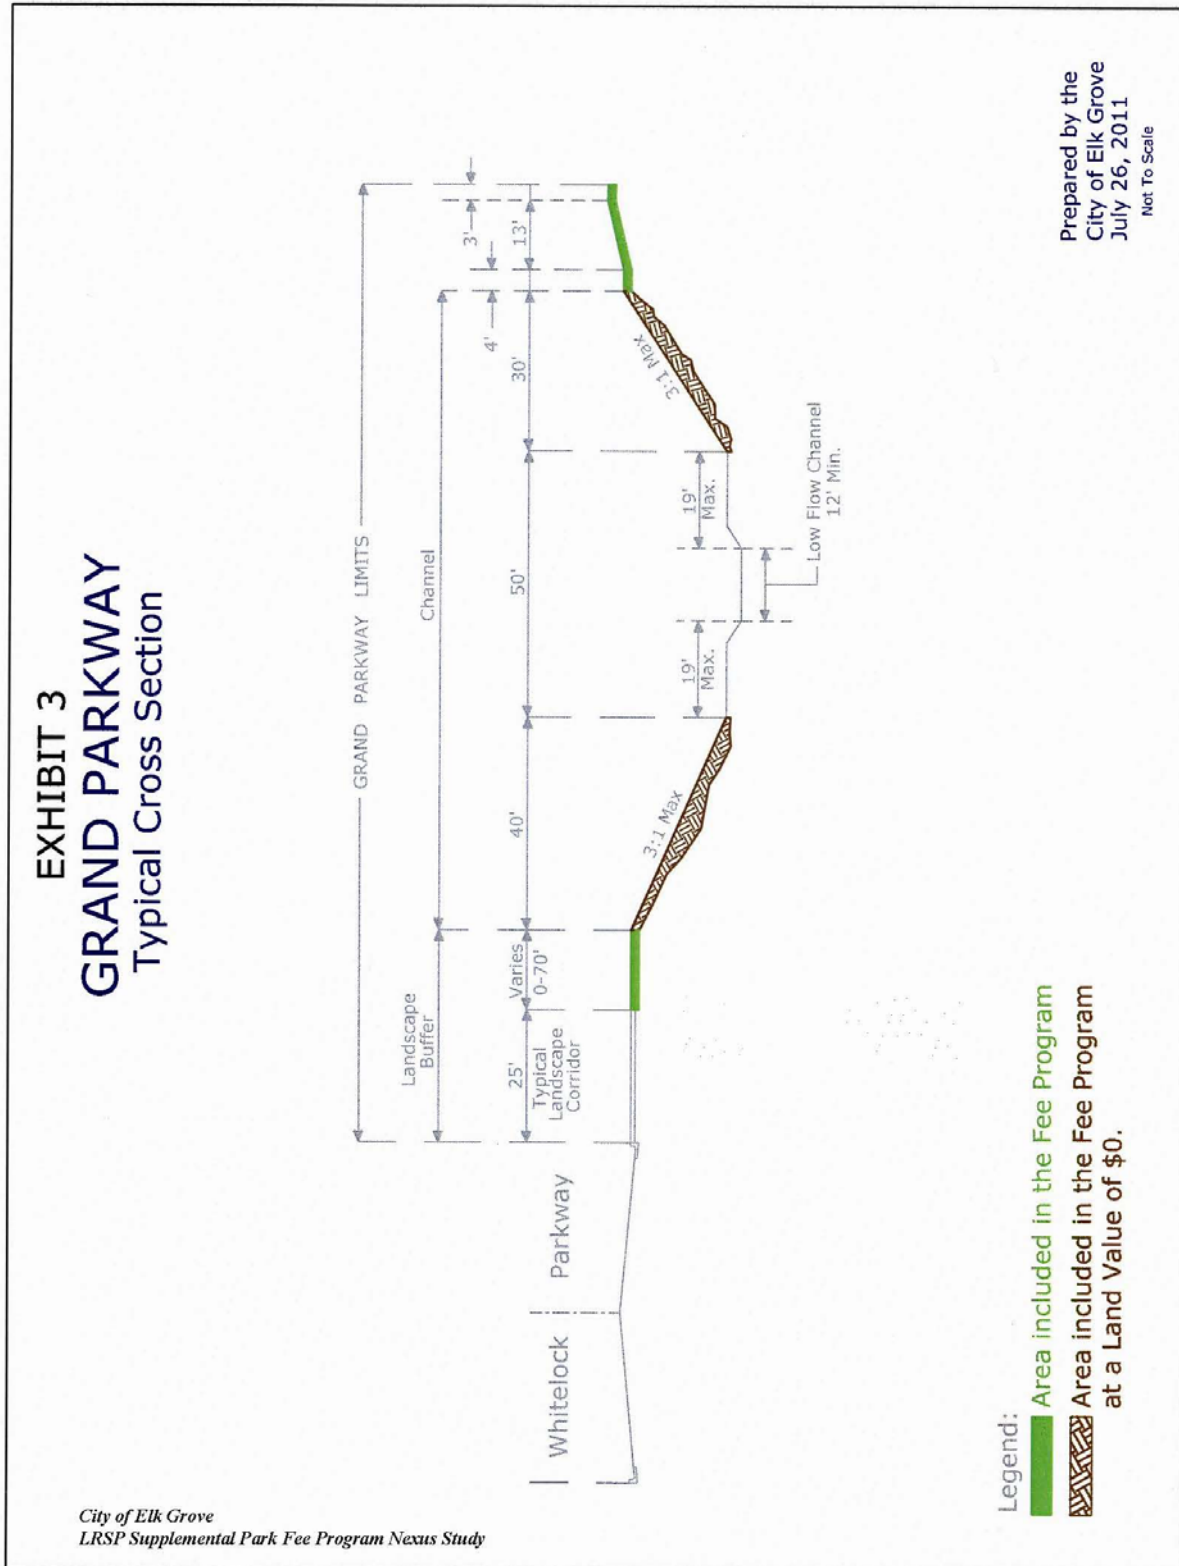 EXHIBIT 3
GRAND PARKWAY
Typical Cross Section
GRAND PARKWAY LIMITS
Landscape
Buffer
Channel
3'
4'
25'
Typical
Landscape
Corridor
Varies
0-70'
40'
50'
30'
13'
Whitelock
Parkway
3:1 Max
3:1 Max
19'
Max.
19'
Max.
Low Flow Channel
12' Min.
Legend:
Area included in the Fee Program
Area included in the Fee Program
at a Land Value of $0.
Prepared by the
City of Elk Grove
July 26, 2011
Not To Scale
City of Elk Grove
LRSP Supplemental Park Fee Program Nexus Study